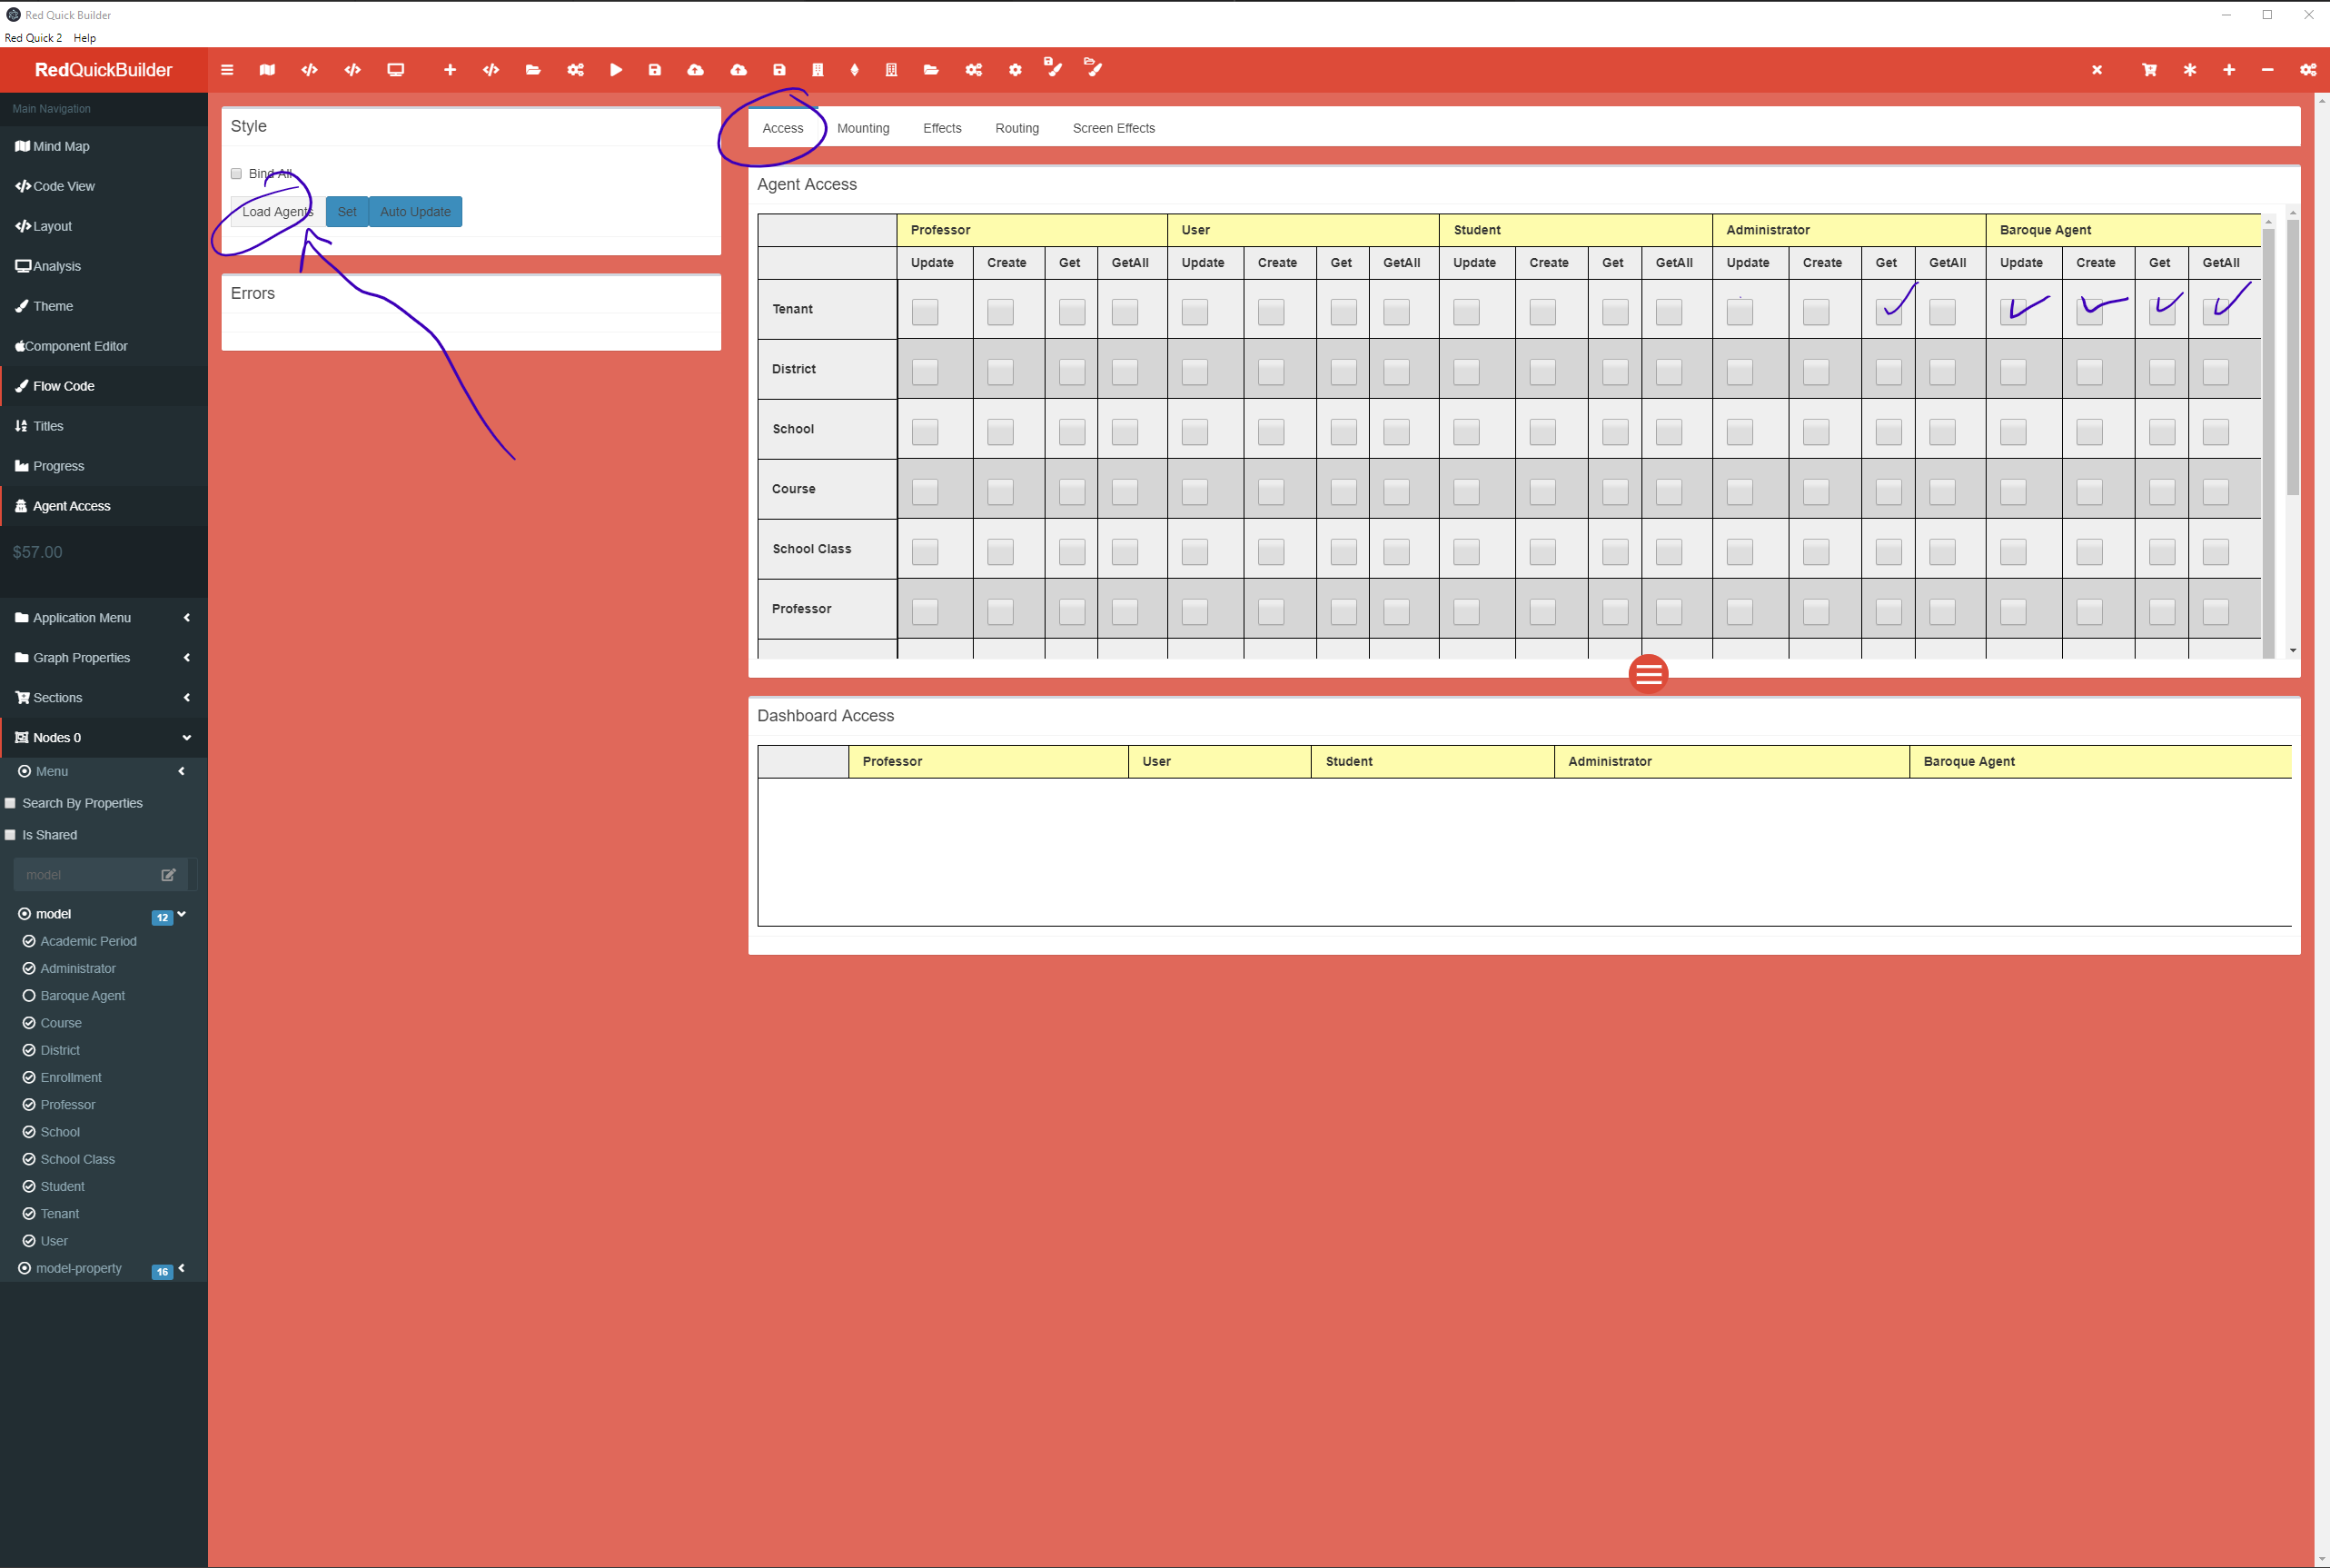 Red Quick Builder
Red Quick 2 Help
RedQuickBuilder
Main Navigation
Mind Map
Code View
Layout
Analysis
Theme
Component Editor
Flow Code
Titles
Progress
Agent Access
$57.00
Application Menu
Graph Properties
Sections
Nodes 0
Menu
Search By Properties
Is Shared
model
model 12
Academic Period
Administrator
Baroque Agent
Course
District
Enrollment
Professor
School
School Class
Student
Tenant
User
model-property 16
Style
Bind All
Load Agents Set Auto Update
Errors
Access Mounting Effects Routing Screen Effects
Agent Access
Professor User Student Administrator Baroque Agent
Update Create Get GetAll Update Create Get GetAll Update Create Get GetAll Update Create Get GetAll Update Create Get GetAll
Tenant
District
School
Course
School Class
Professor
Dashboard Access
Professor User Student Administrator Baroque Agent